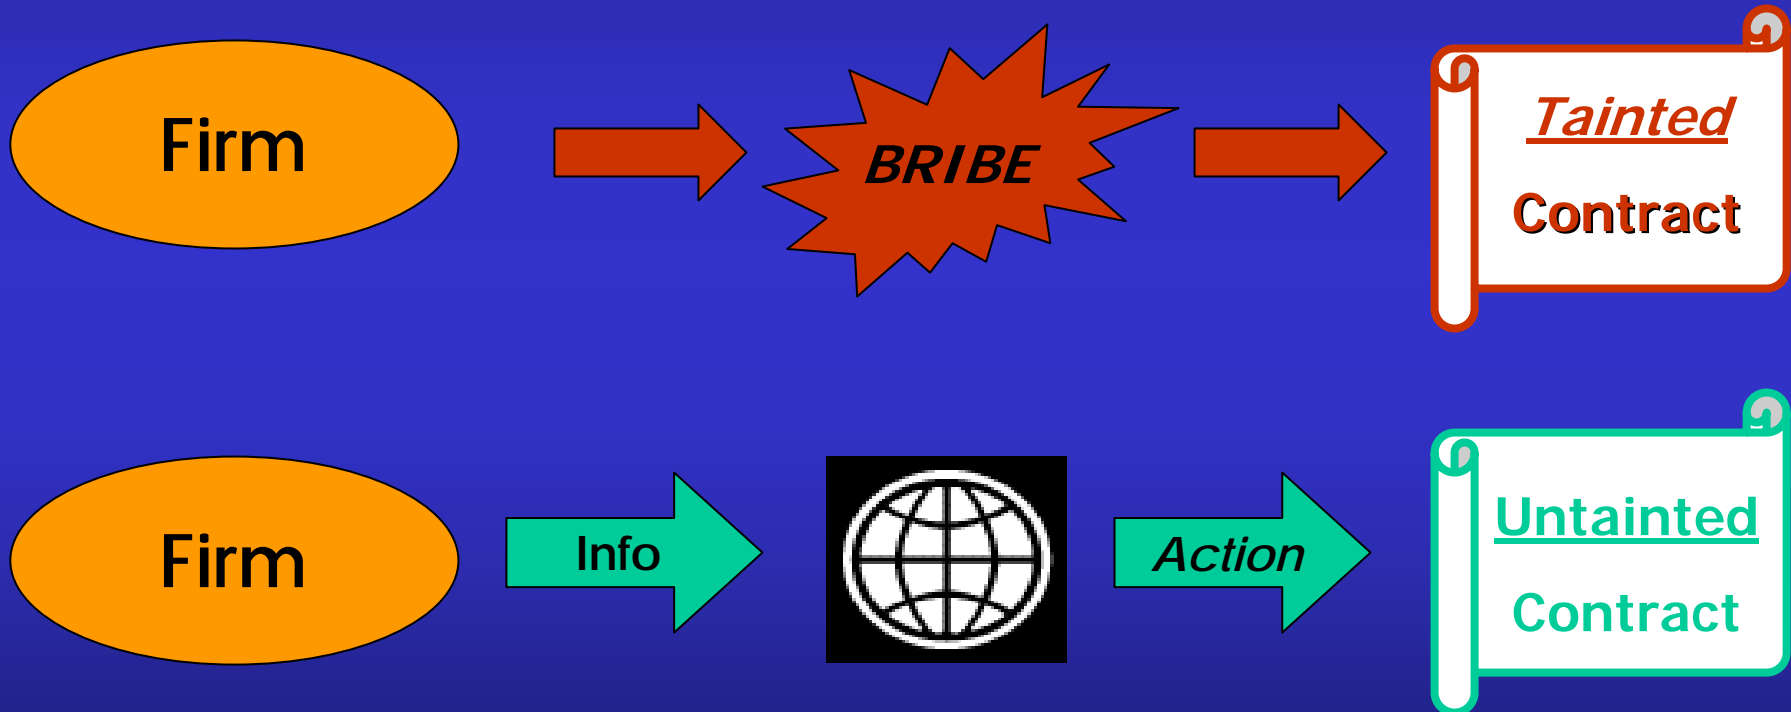 Firm
BRIBE
Tainted
Contract
Firm
Info
Action
Untainted
Contract